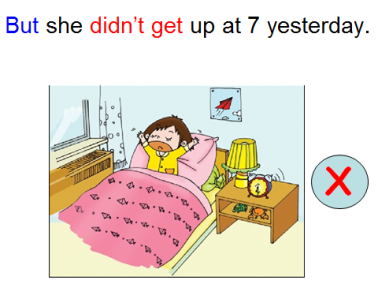 But she didn't get up at 7 yesterday.
X